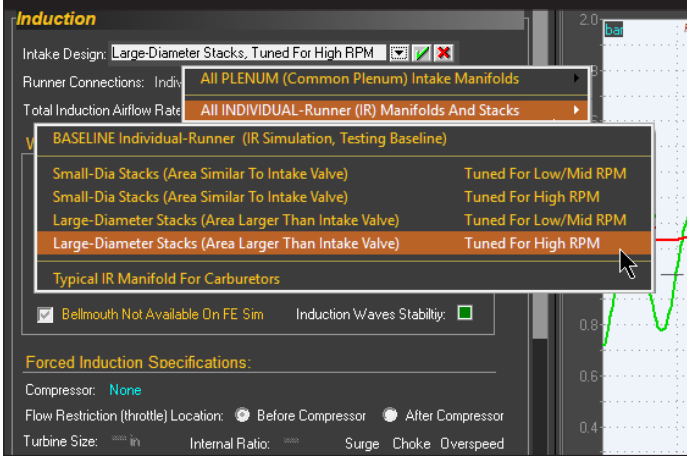 Induction
Intake Design: Large-Diameter Stacks, Tuned For High RPM
Runner Connections:
All PLENUM (Common Plenum) Intake Manifolds
Total Induction Airflow Rate
All INDIVIDUAL-Runner (IR) Manifolds And Stacks
BASELINE Individual-Runner (IR Simulation, Testing Baseline)
Small-Dia Stacks (Area Similar To Intake Valve) Tuned For Low/Mid RPM
Small-Dia Stacks (Area Similar To Intake Valve) Tuned For High RPM
Large-Diameter Stacks (Area Larger Than Intake Valve) Tuned For Low/Mid RPM
Large-Diameter Stacks (Area Larger Than Intake Valve) Tuned For High RPM
Typical IR Manifold For Carburetors
Bellmouth Not Available On FE Sim Induction Waves Stabiltiy:
Forced Induction Specifications:
Compressor: None
Flow Restriction (throttle) Location: Before Compressor After Compressor
Turbine Size: in Internal Ratio: Surge Choke Overspeed
2.0
bar
0.8
0.6
0.4